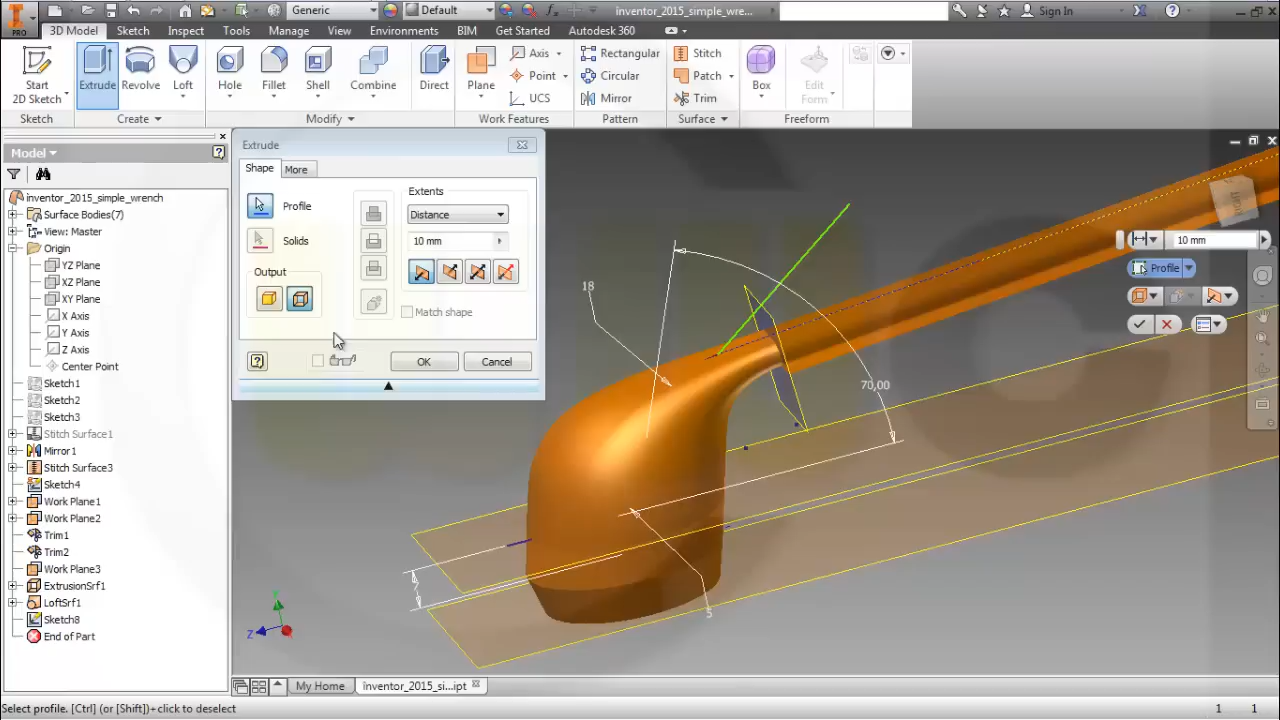 Generic
Default
inventor_2015_simple_wre...
Sign In
PRO
3D Model Sketch Inspect Tools Manage View Environments BIM Get Started Autodesk 360
Start
2D Sketch
Extrude
Revolve
Loft
Hole
Fillet
Shell
Combine
Direct
Plane
Axis
Point
UCS
Rectangular
Circular
Mirror
Stitch
Patch
Trim
Box
Edit
Form
Sketch
Create
Modify
Work Features
Pattern
Surface
Freeform
Model
inventor_2015_simple_wrench
Surface Bodies(7)
View: Master
Origin
YZ Plane
XZ Plane
XY Plane
X Axis
Y Axis
Z Axis
Center Point
Sketch1
Sketch2
Sketch3
Stitch Surface1
Mirror1
Stitch Surface3
Sketch4
Work Plane1
Work Plane2
Trim1
Trim2
Work Plane3
ExtrusionSrf1
LoftSrf1
Sketch8
End of Part
Extrude
Shape More
Profile
Solids
Output
Extents
Distance
10 mm
Match shape
OK
Cancel
18
70,00
5
10 mm
Profile
Z
My Home
inventor_2015_si...ipt
Select profile. [Ctrl] (or [Shift])+click to deselect
1 1